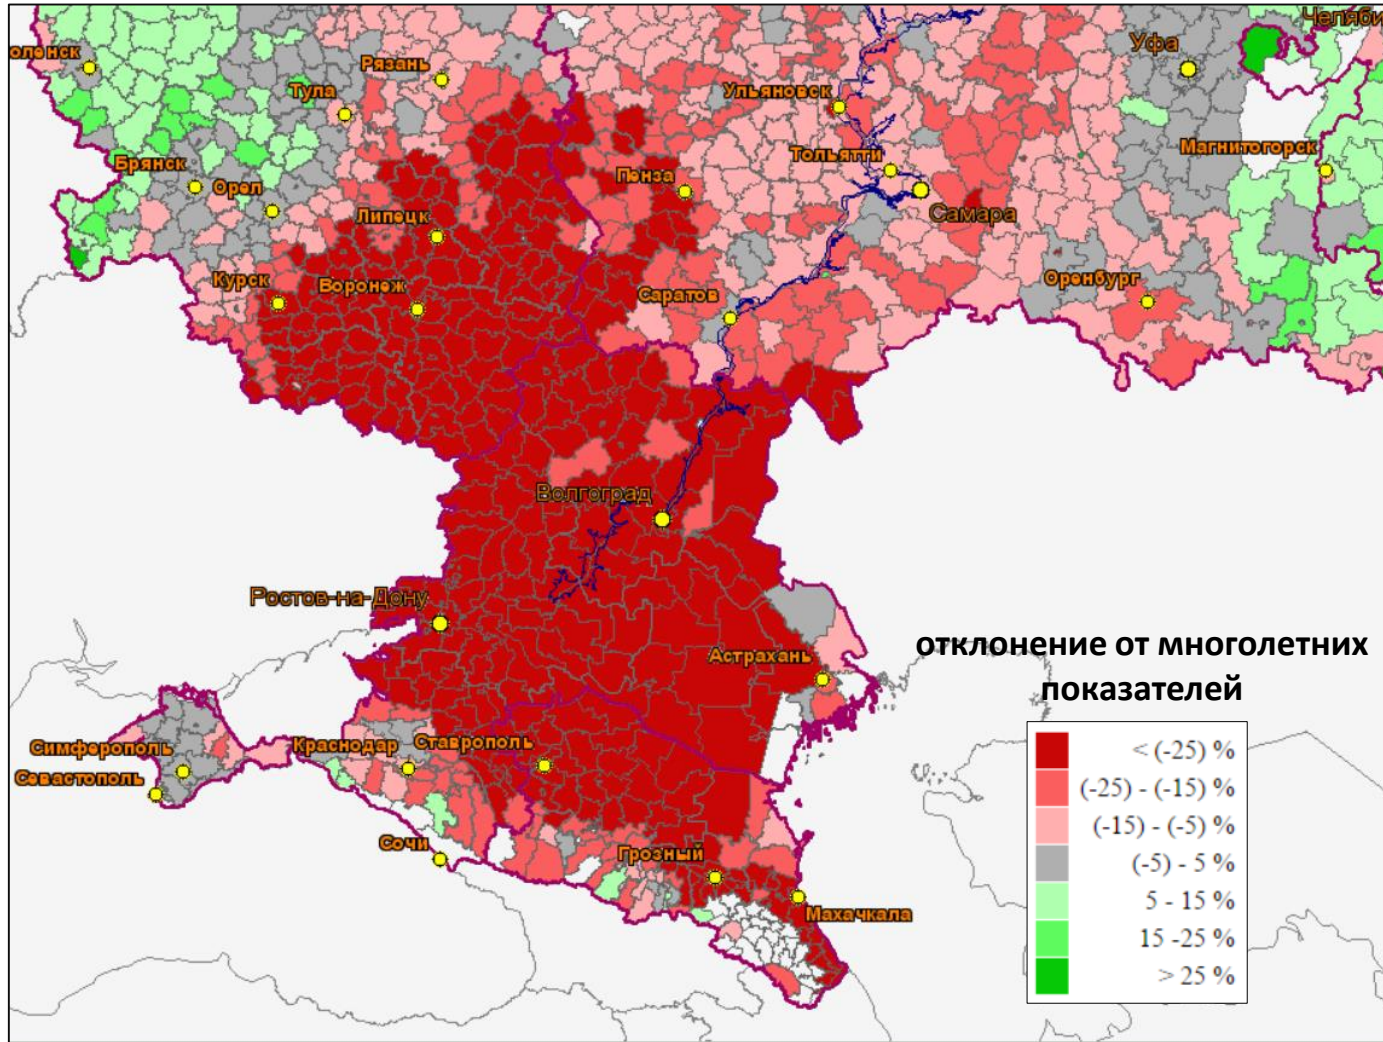 Челяби
Уфа
оленск
Рязань
Тула
Ульяновск
Магнитогорск
Брянск
Тольятти
Орел
Пенза
Самара
Липецк
Курск
Воронеж
Оренбург
Саратов
Волгоград
Ростов-на-Дону
Астрахань
отклонение от многолетних
показателей
Симферополь
Краснодар
Ставрополь
Севастополь
Сочи
Грозный
Махачкала
< (-25) %
(-25) - (-15) %
(-15) - (-5) %
(-5) - 5 %
5 - 15 %
15 -25 %
> 25 %